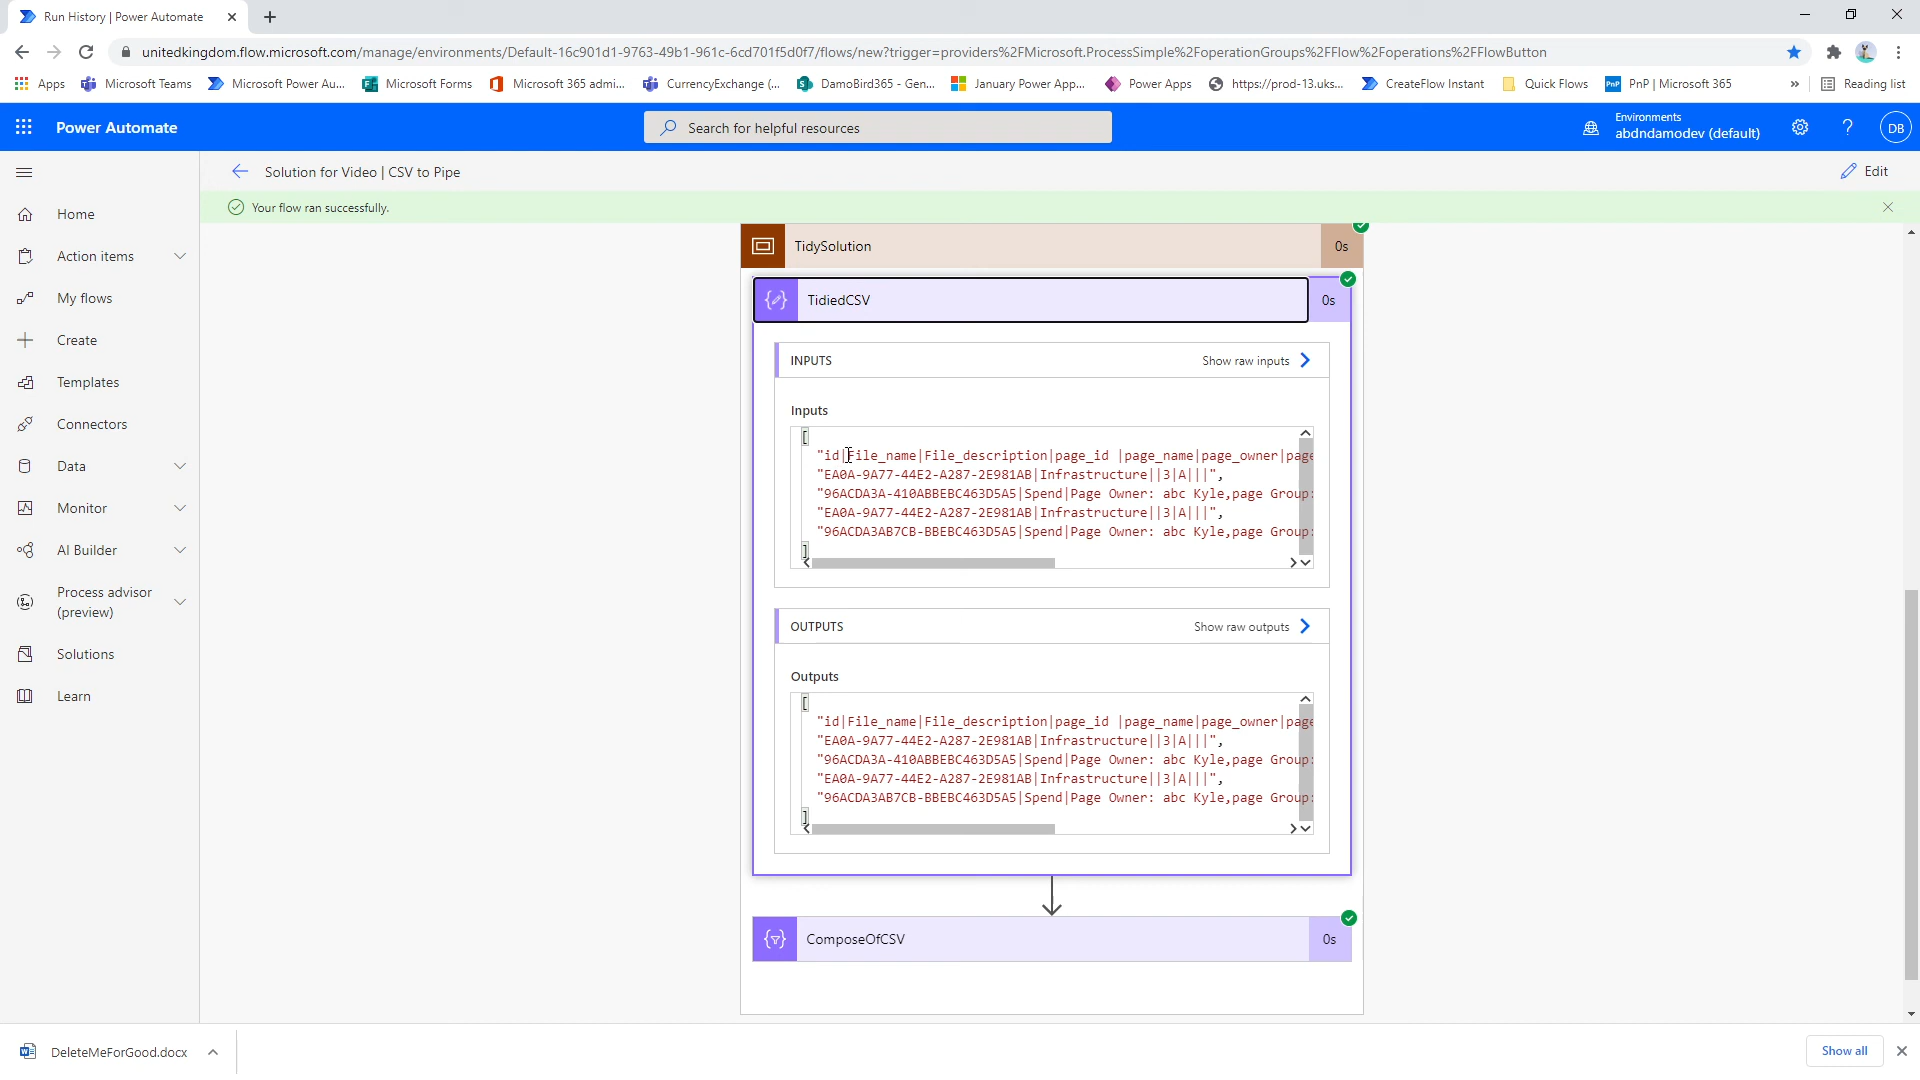 Run History | Power Automate
unitedkingdom.flow.microsoft.com/manage/environments/Default-16c901d1-9763-49b1-961c-6cd701f5d0f7/flows/new?trigger=providers%2FMicrosoft.ProcessSimple%2FoperationGroups%2FFlow%2Foperations%2FFlowButton
Apps Microsoft Teams Microsoft Power Au... Microsoft Forms Microsoft 365 admi... CurrencyExchange (... DamoBird365 - Gen... January Power App... Power Apps https://prod-13.uks... CreateFlow Instant Quick Flows PnP PnP | Microsoft 365 » Reading list
Power Automate
Search for helpful resources
Environments
abdndamodev (default)
? DB
Solution for Video | CSV to Pipe
Edit
Your flow ran successfully.
Home
Action items
My flows
Create
Templates
Connectors
Data
Monitor
AI Builder
Process advisor
(preview)
Solutions
Learn
TidySolution 0s
TidiedCSV 0s
INPUTS Show raw inputs
Inputs
[
"id|File_name|File_description|page_id |page_name|page_owner|page
"EA0A-9A77-44E2-A287-2E981AB|Infrastructure||3|A|||",
"96ACDA3A-410ABBEBC463D5A5|Spend|Page Owner: abc Kyle,page Group:
"EA0A-9A77-44E2-A287-2E981AB|Infrastructure||3|A|||",
"96ACDA3AB7CB-BBEBC463D5A5|Spend|Page Owner: abc Kyle,page Group:
]
OUTPUTS Show raw outputs
Outputs
[
"id|File_name|File_description|page_id |page_name|page_owner|page
"EA0A-9A77-44E2-A287-2E981AB|Infrastructure||3|A|||",
"96ACDA3A-410ABBEBC463D5A5|Spend|Page Owner: abc Kyle,page Group:
"EA0A-9A77-44E2-A287-2E981AB|Infrastructure||3|A|||",
"96ACDA3AB7CB-BBEBC463D5A5|Spend|Page Owner: abc Kyle,page Group:
]
ComposeOfCSV 0s
DeleteMeForGood.docx
Show all